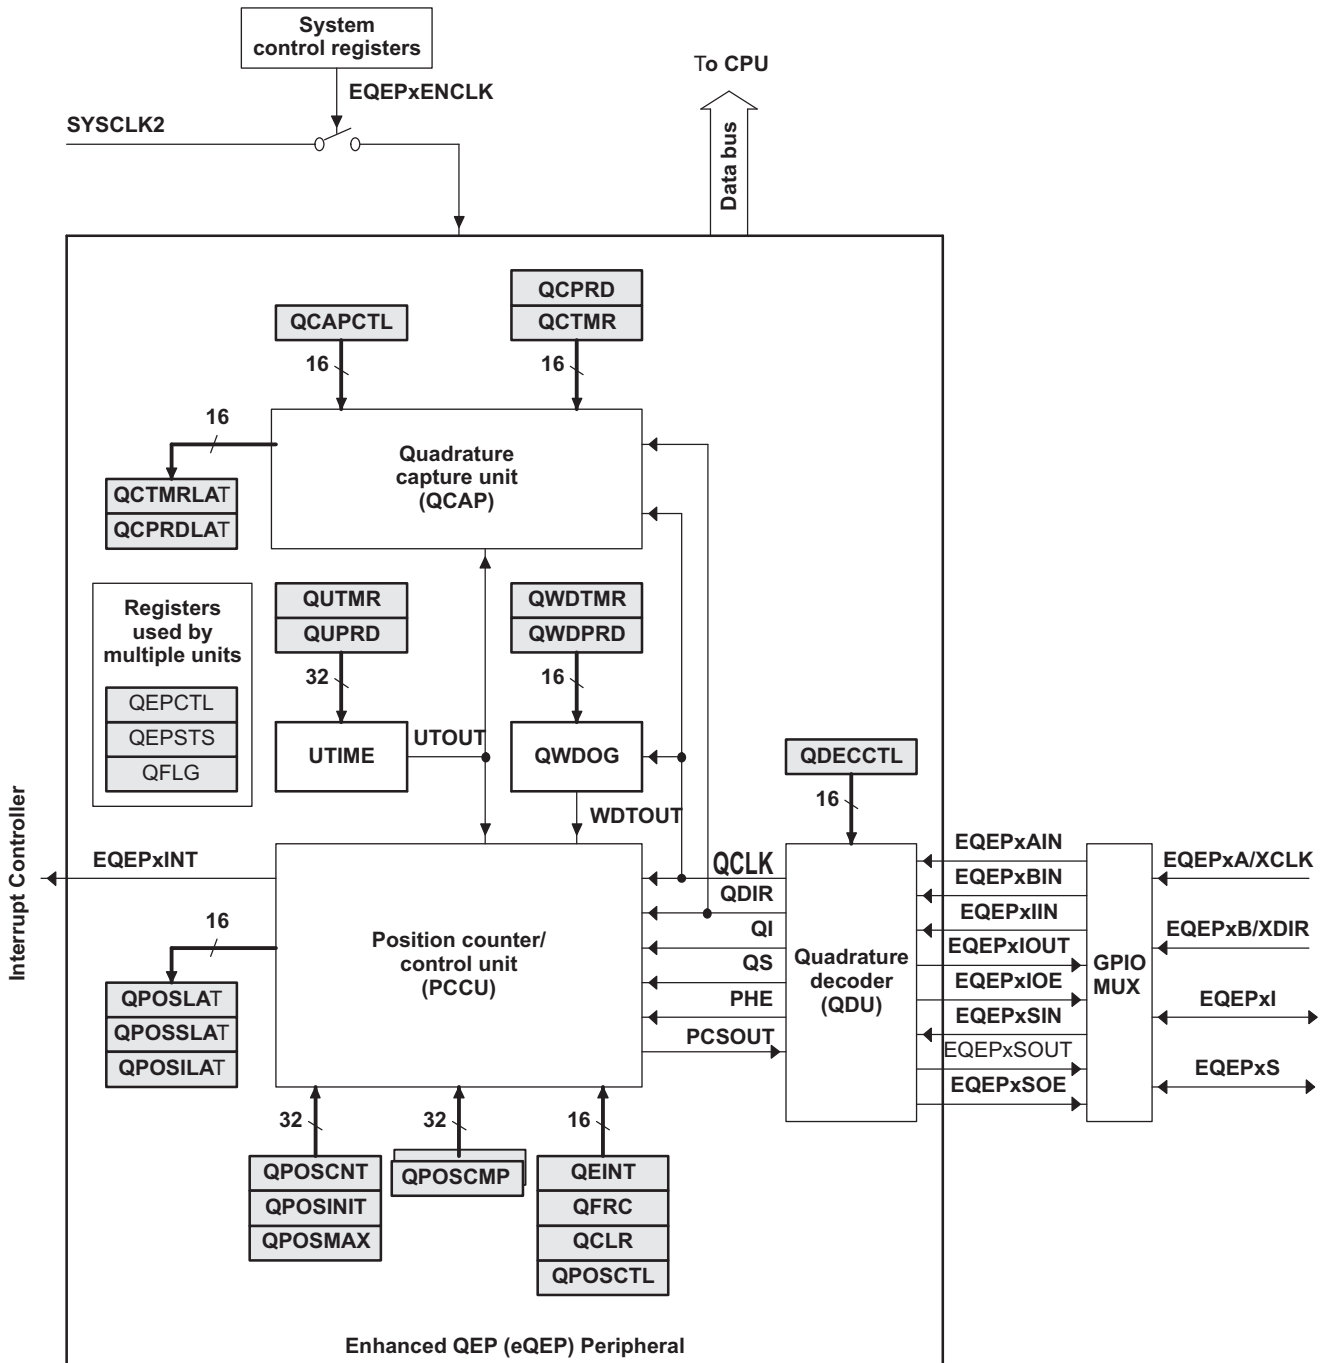 System
control registers
To CPU
EQEPxENCLK
SYSCLK2
Data bus
QCPRD
QCAPCTL
QCTMR
16
16
16
Quadrature
capture unit
(QCAP)
QCTMRLAT
QCPRDLAT
Registers
used by
multiple units
QEPCTL
QEPSTS
QFLG
QUTMR
QUPRD
QWDTMR
QWDPRD
32
16
UTIME
UTOUT
QWDOG
QDECCTL
WDTOUT
16
Interrupt Controller
EQEPxINT
16
Position counter/
control unit
(PCCU)
QCLK
QDIR
QI
QS
PHE
PCSOUT
Quadrature
decoder
(QDU)
EQEPxAIN
EQEPxBIN
EQEPxIIN
EQEPxIOUT
EQEPxIOE
EQEPxSIN
EQEPxSOUT
EQEPxSOE
GPIO
MUX
EQEPxA/XCLK
EQEPxB/XDIR
EQEPxI
EQEPxS
QPOSLAT
QPOSSLAT
QPOSILAT
32
32
16
QPOSCNT
QPOSINIT
QPOSMAX
QPOSCMP
QEINT
QFRC
QCLR
QPOSCTL
Enhanced QEP (eQEP) Peripheral